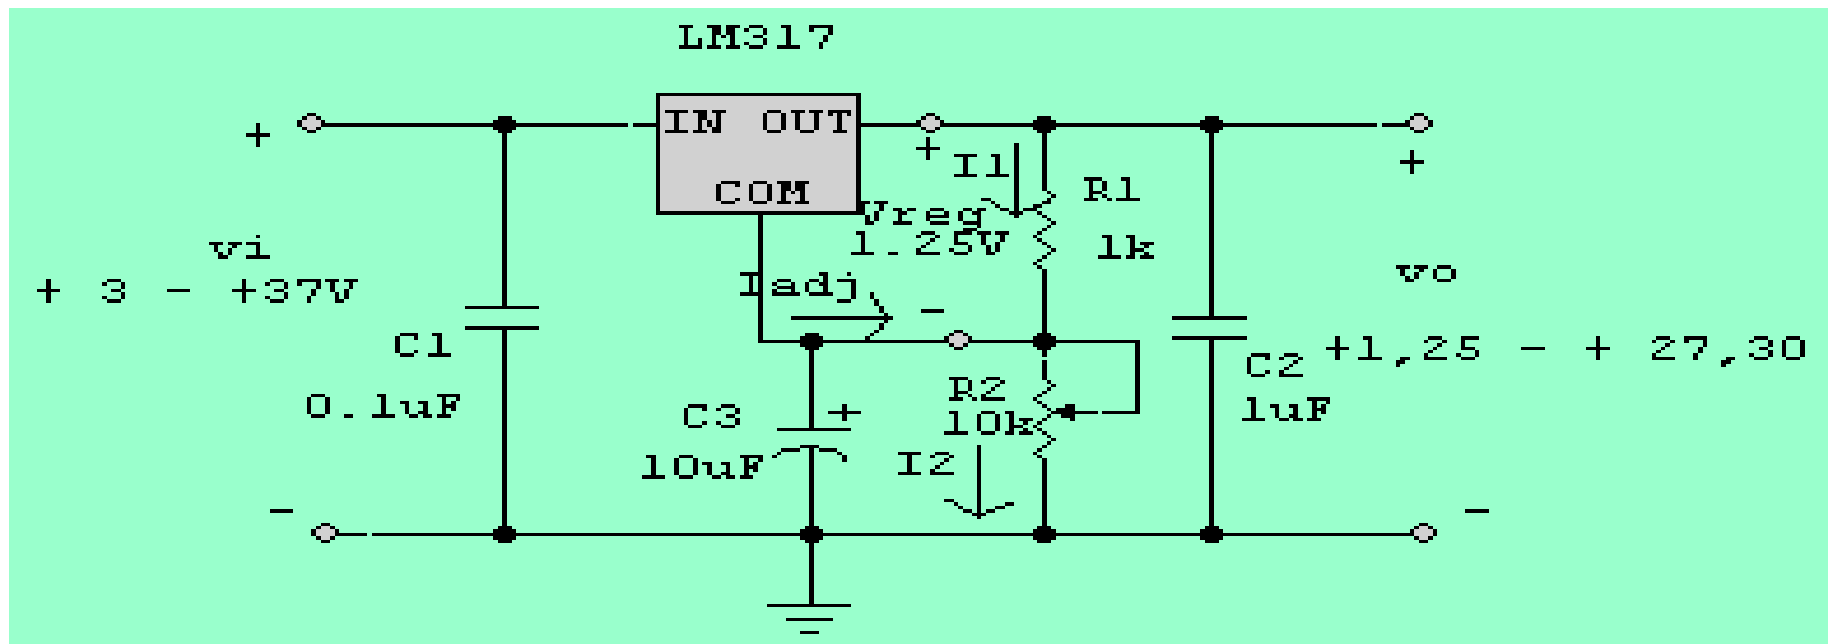 LM317
IN OUT
COM
+
+
I1
R1
+
Vreg
1.25V
1k
vi
+ 3 - +37V
Iadj
-
vo
C1
0.1uF
C3
+
10uF
R2
10k
I2
C2
1uF
+1,25 - + 27,30
-
-